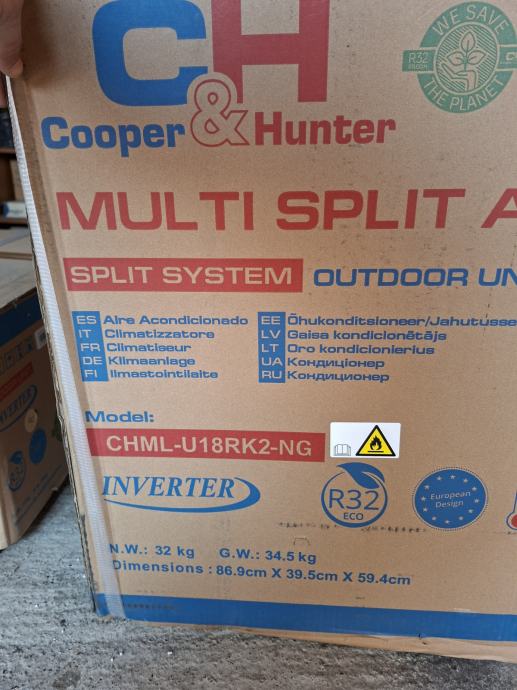 CH
Cooper & Hunter
WE SAVE
R32
THE PLANET
MULTI SPLIT A
SPLIT SYSTEM OUTDOOR UN
ES Aire Acondicionado
IT Climatizzatore
FR Climatiseur
DE Klimaanlage
FI Ilmastointilaite
EE Õhukonditsioneer/Jahutusse
LV Gaisa kondicionētājs
LT Oro kondicionierius
UA Кондиціонер
RU Кондиционер
Model:
CHML-U18RK2-NG
INVERTER
R32
ECO
European
Design
N.W.: 32 kg G.W.: 34.5 kg
Dimensions : 86.9cm X 39.5cm X 59.4cm
INVERTER